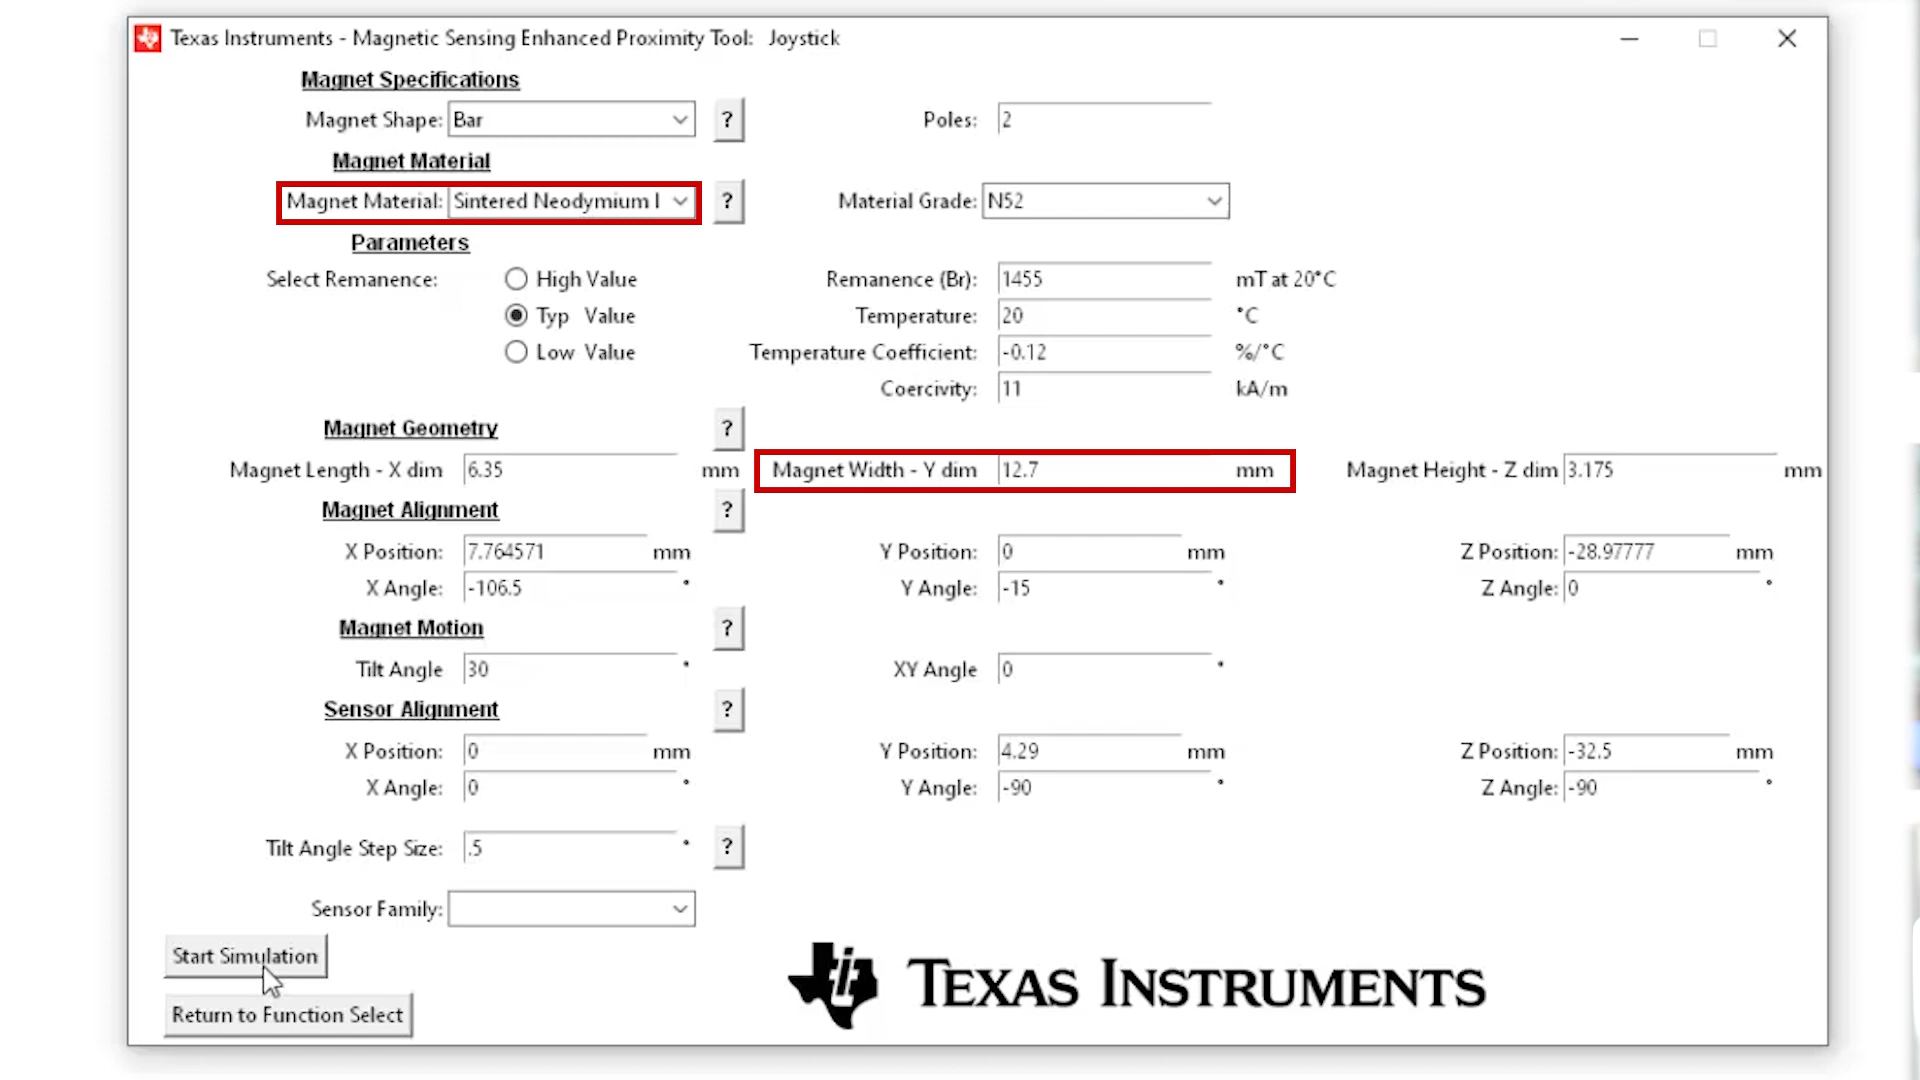 Texas Instruments - Magnetic Sensing Enhanced Proximity Tool: Joystick
Magnet Specifications
Magnet Shape: Bar ? Poles: 2
Magnet Material
Magnet Material: Sintered Neodymium I ? Material Grade: N52
Parameters
Select Remanence: High Value Remanence (Br): 1455 mT at 20°C
Typ Value Temperature: 20 °C
Low Value Temperature Coefficient: -0.12 %/°C
Coercivity: 11 kA/m
Magnet Geometry ?
Magnet Length - X dim 6.35 mm Magnet Width - Y dim 12.7 mm Magnet Height - Z dim 3.175 mm
Magnet Alignment ?
X Position: 7.764571 mm Y Position: 0 mm Z Position: -28.97777 mm
X Angle: -106.5 ° Y Angle: -15 ° Z Angle: 0 °
Magnet Motion ?
Tilt Angle 30 ° XY Angle 0 °
Sensor Alignment ?
X Position: 0 mm Y Position: 4.29 mm Z Position: -32.5 mm
X Angle: 0 ° Y Angle: -90 ° Z Angle: -90 °
Tilt Angle Step Size: .5 ° ?
Sensor Family:
Start Simulation
Return to Function Select
TEXAS INSTRUMENTS